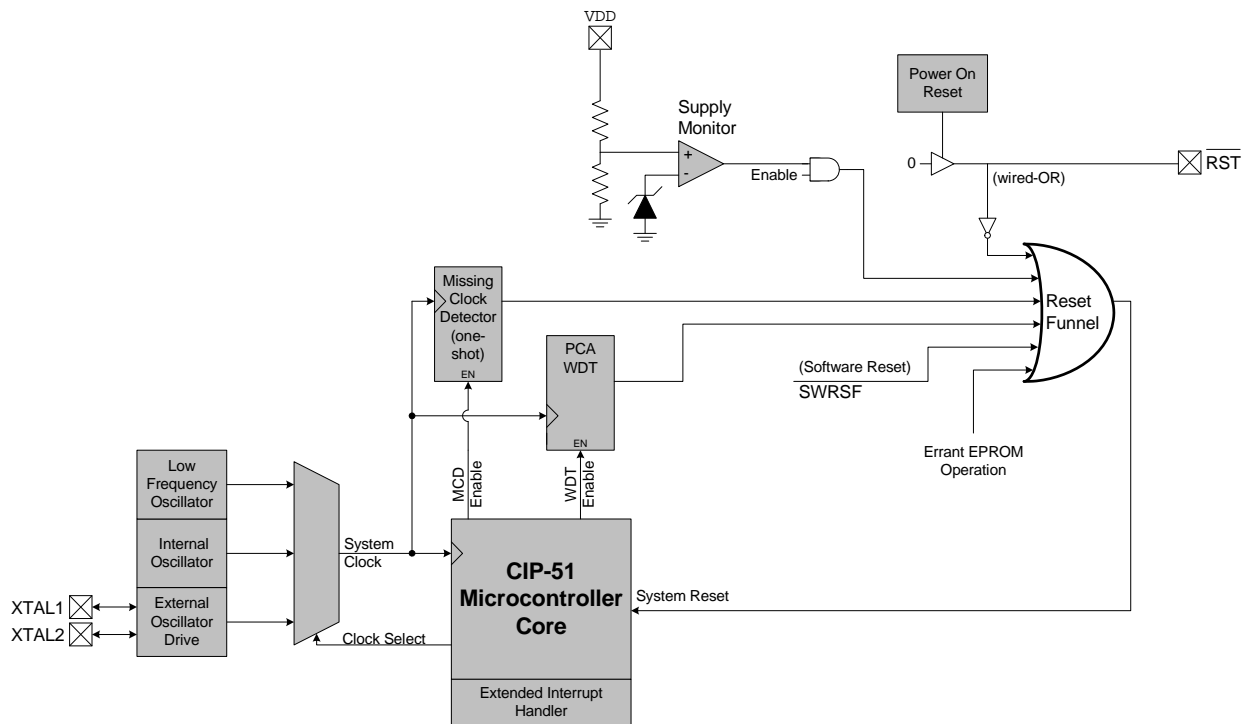 VDD
Power On
Reset
Supply
Monitor
+
-
Enable
0
(wired-OR)
RST
Missing
Clock
Detector
(one-
shot)
EN
PCA
WDT
EN
Reset
Funnel
(Software Reset)
SWRSF
Errant EPROM
Operation
MCD
Enable
WDT
Enable
Low
Frequency
Oscillator
Internal
Oscillator
External
Oscillator
Drive
XTAL1
XTAL2
System
Clock
Clock Select
CIP-51
Microcontroller
Core
System Reset
Extended Interrupt
Handler